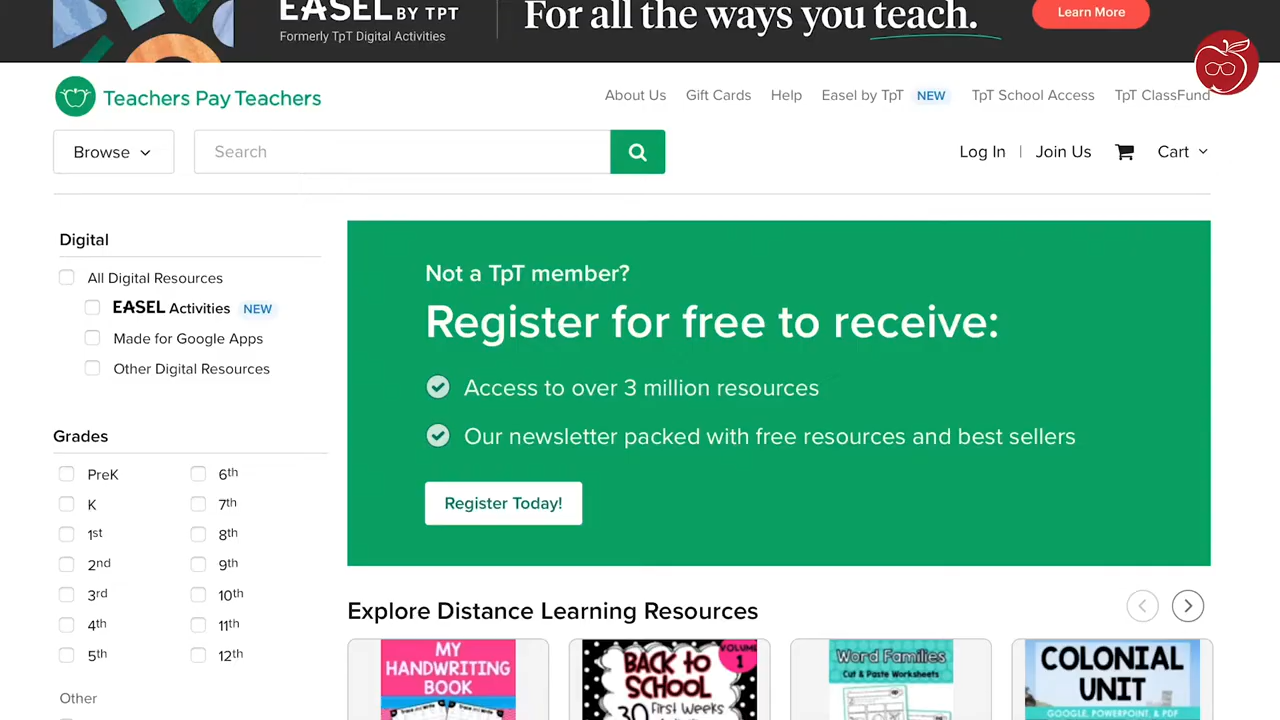 EASEL BY TPT
Formerly TpT Digital Activities
For all the ways you teach.
Learn More
Teachers Pay Teachers
About Us
Gift Cards
Help
Easel by TpT NEW
TpT School Access
TpT ClassFund
Browse
Search
Log In | Join Us
Cart
Digital
All Digital Resources
EASEL Activities NEW
Made for Google Apps
Other Digital Resources
Grades
PreK
6th
K
7th
1st
8th
2nd
9th
3rd
10th
4th
11th
5th
12th
Other
Not a TpT member?
Register for free to receive:
Access to over 3 million resources
Our newsletter packed with free resources and best sellers
Register Today!
Explore Distance Learning Resources
MY
HANDWRITING
BOOK
VOLUME
1
BACK to
SCHOOL
30 First Weeks
Word Families
Cut & Paste Worksheets
COLONIAL
UNIT
GOOGLE, POWERPOINT, & PDF